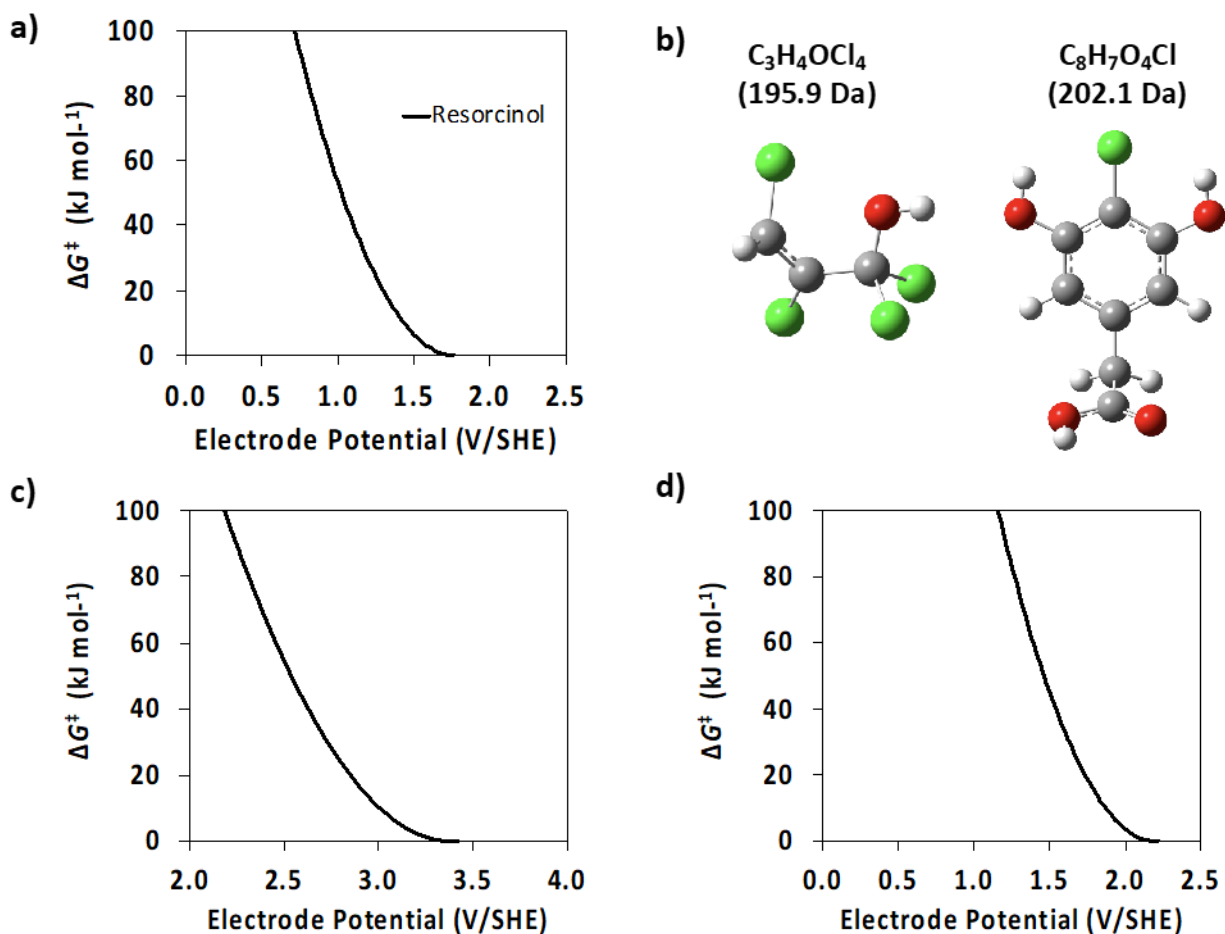 a)
100
80
60
40
20
0
ΔG‡ (kJ mol⁻¹)
Resorcinol
0.0 0.5 1.0 1.5 2.0 2.5
Electrode Potential (V/SHE)
b)
C₃H₄OCl₄
(195.9 Da)
C₈H₇O₄Cl
(202.1 Da)
c)
100
80
60
40
20
0
ΔG‡ (kJ mol⁻¹)
2.0 2.5 3.0 3.5 4.0
Electrode Potential (V/SHE)
d)
100
80
60
40
20
0
ΔG‡ (kJ mol⁻¹)
0.0 0.5 1.0 1.5 2.0 2.5
Electrode Potential (V/SHE)